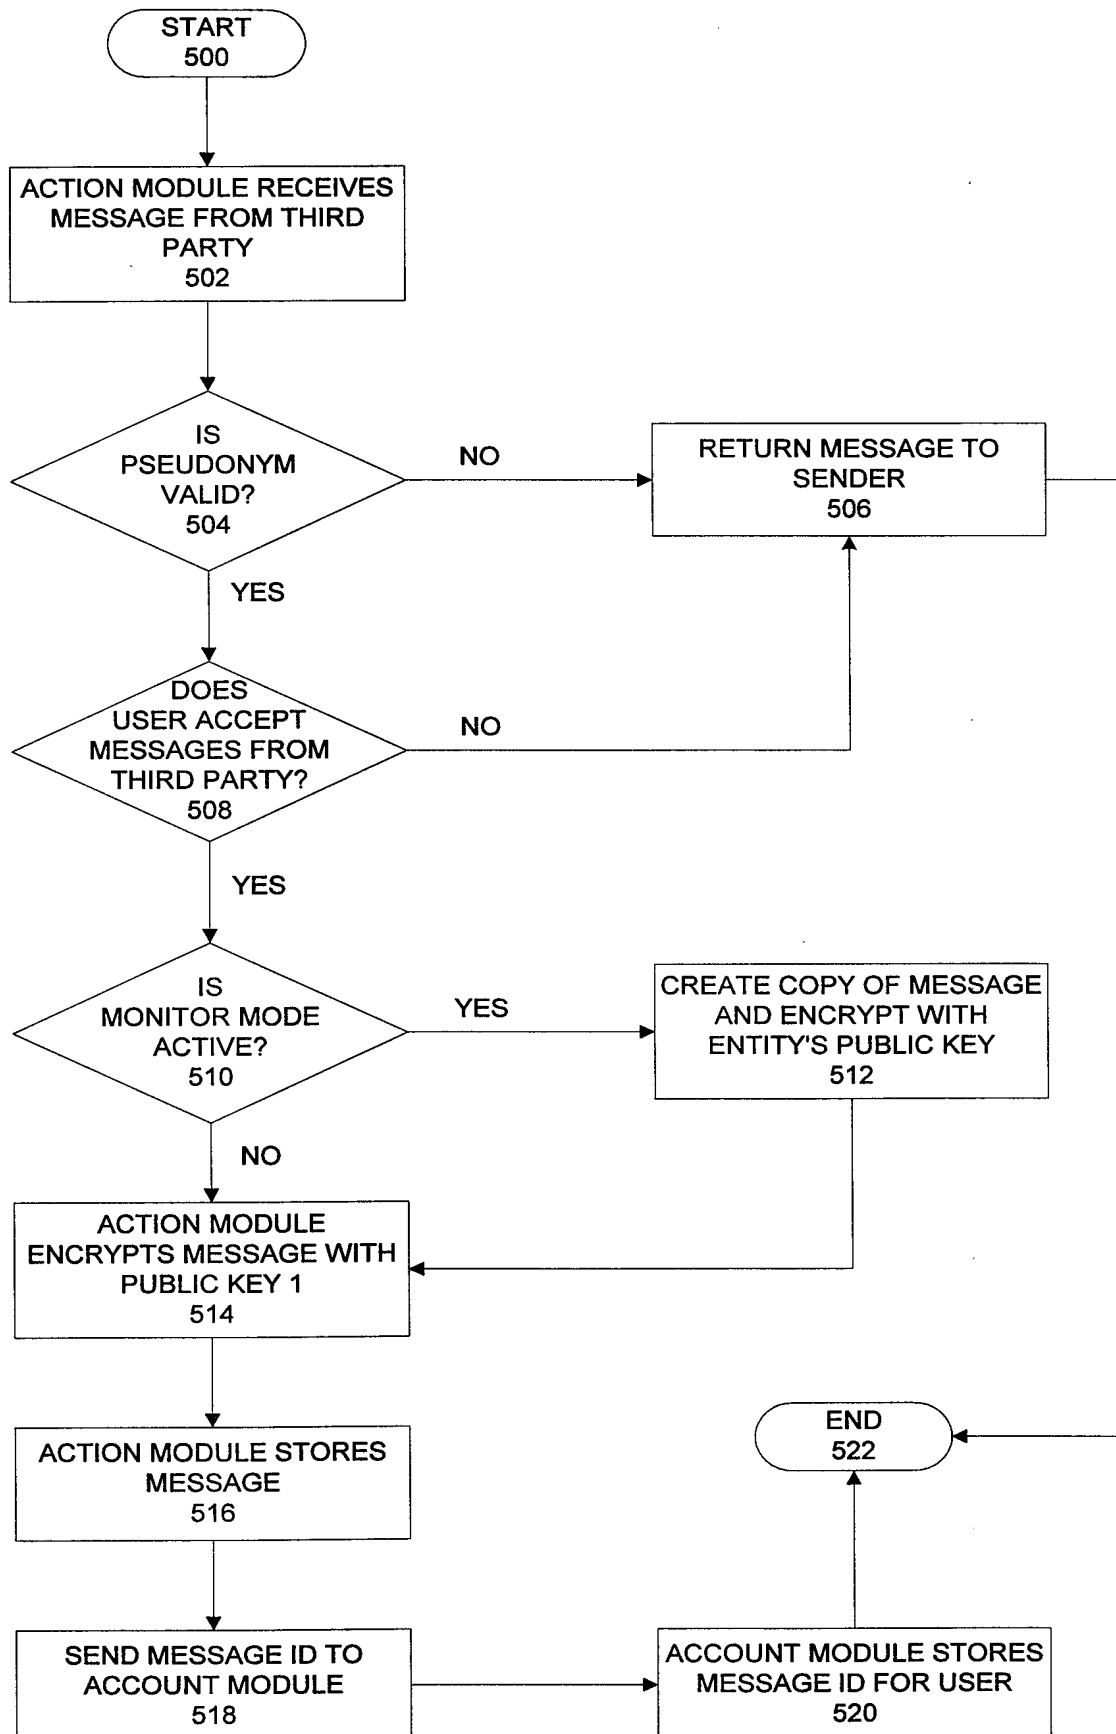 START
500
ACTION MODULE RECEIVES
MESSAGE FROM THIRD
PARTY
502
IS
PSEUDONYM
VALID?
504
NO
RETURN MESSAGE TO
SENDER
506
YES
DOES
USER ACCEPT
MESSAGES FROM
THIRD PARTY?
508
NO
YES
IS
MONITOR MODE
ACTIVE?
510
YES
CREATE COPY OF MESSAGE
AND ENCRYPT WITH
ENTITY'S PUBLIC KEY
512
NO
ACTION MODULE
ENCRYPTS MESSAGE WITH
PUBLIC KEY 1
514
ACTION MODULE STORES
MESSAGE
516
END
522
SEND MESSAGE ID TO
ACCOUNT MODULE
518
ACCOUNT MODULE STORES
MESSAGE ID FOR USER
520